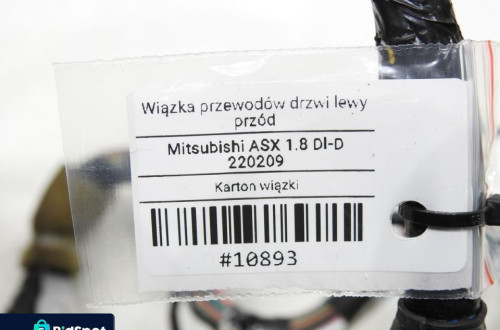 Wiązka przewodów drzwi lewy
przód
Mitsubishi ASX 1.8 DI-D
220209
Karton wiązki
#10893